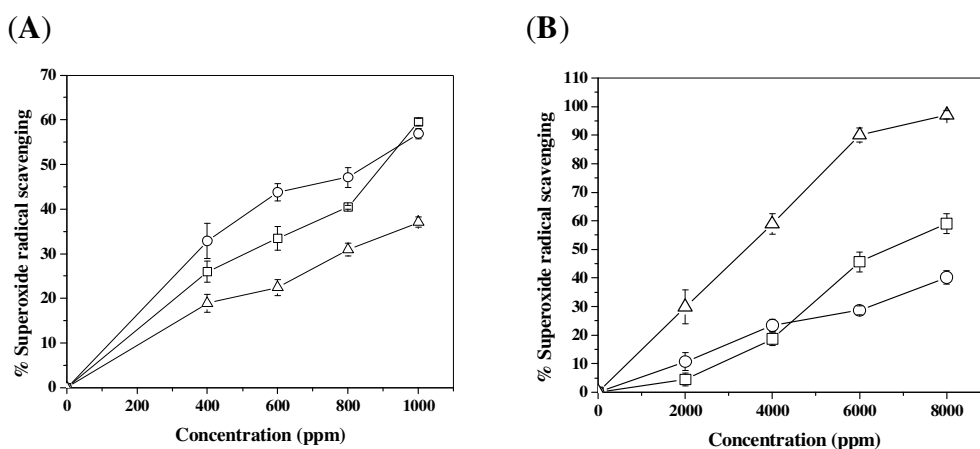 (A)
70
60
50
40
30
20
10
0
% Superoxide radical scavenging
0 200 400 600 800 1000
Concentration (ppm)
(B)
110
100
90
80
70
60
50
40
30
20
10
0
% Superoxide radical scavenging
0 2000 4000 6000 8000
Concentration (ppm)